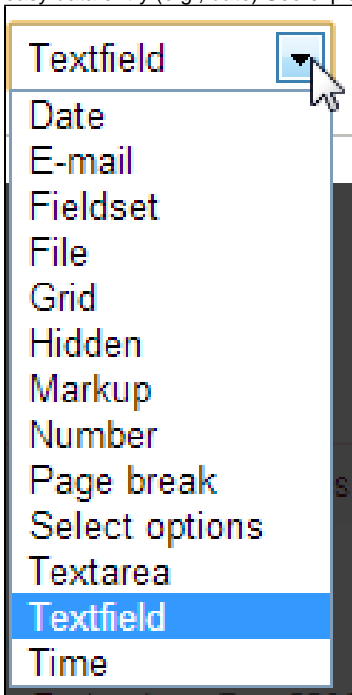 Textfield
Date
E-mail
Fieldset
File
Grid
Hidden
Markup
Number
Page break
Select options
Textarea
Textfield
Time